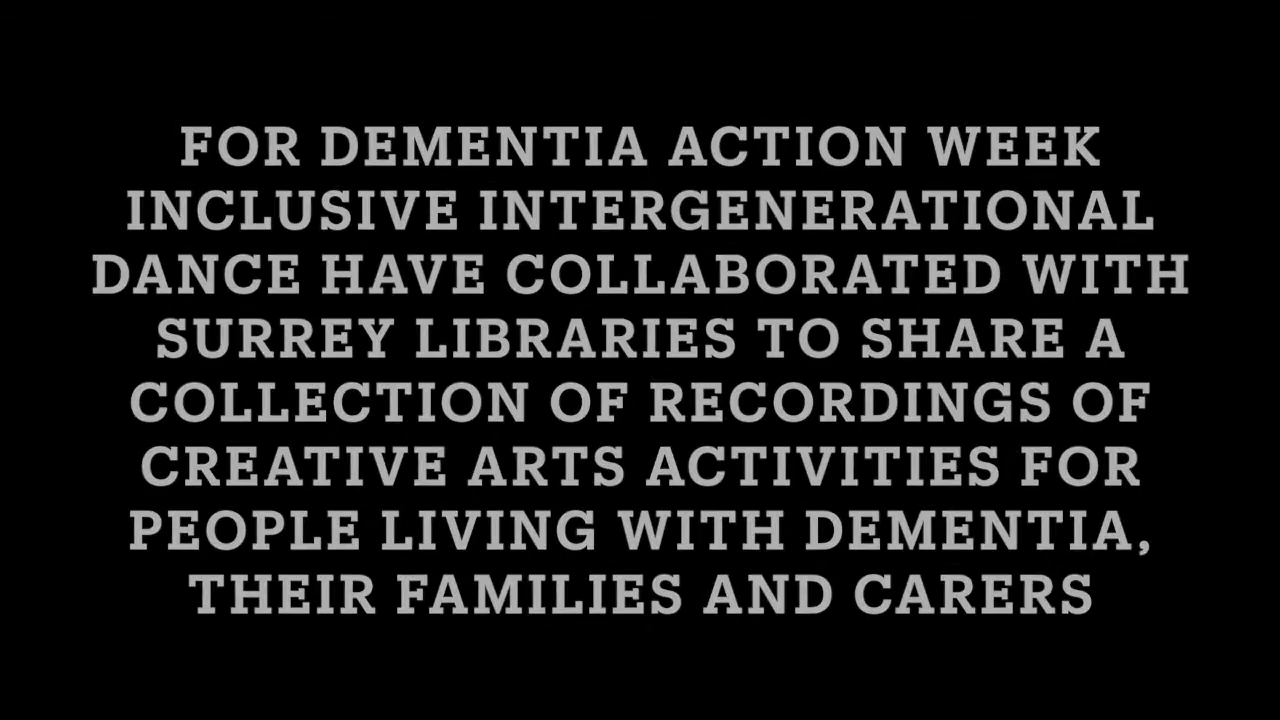 FOR DEMENTIA ACTION WEEK
INCLUSIVE INTERGENERATIONAL
DANCE HAVE COLLABORATED WITH
SURREY LIBRARIES TO SHARE A
COLLECTION OF RECORDINGS OF
CREATIVE ARTS ACTIVITIES FOR
PEOPLE LIVING WITH DEMENTIA,
THEIR FAMILIES AND CARERS